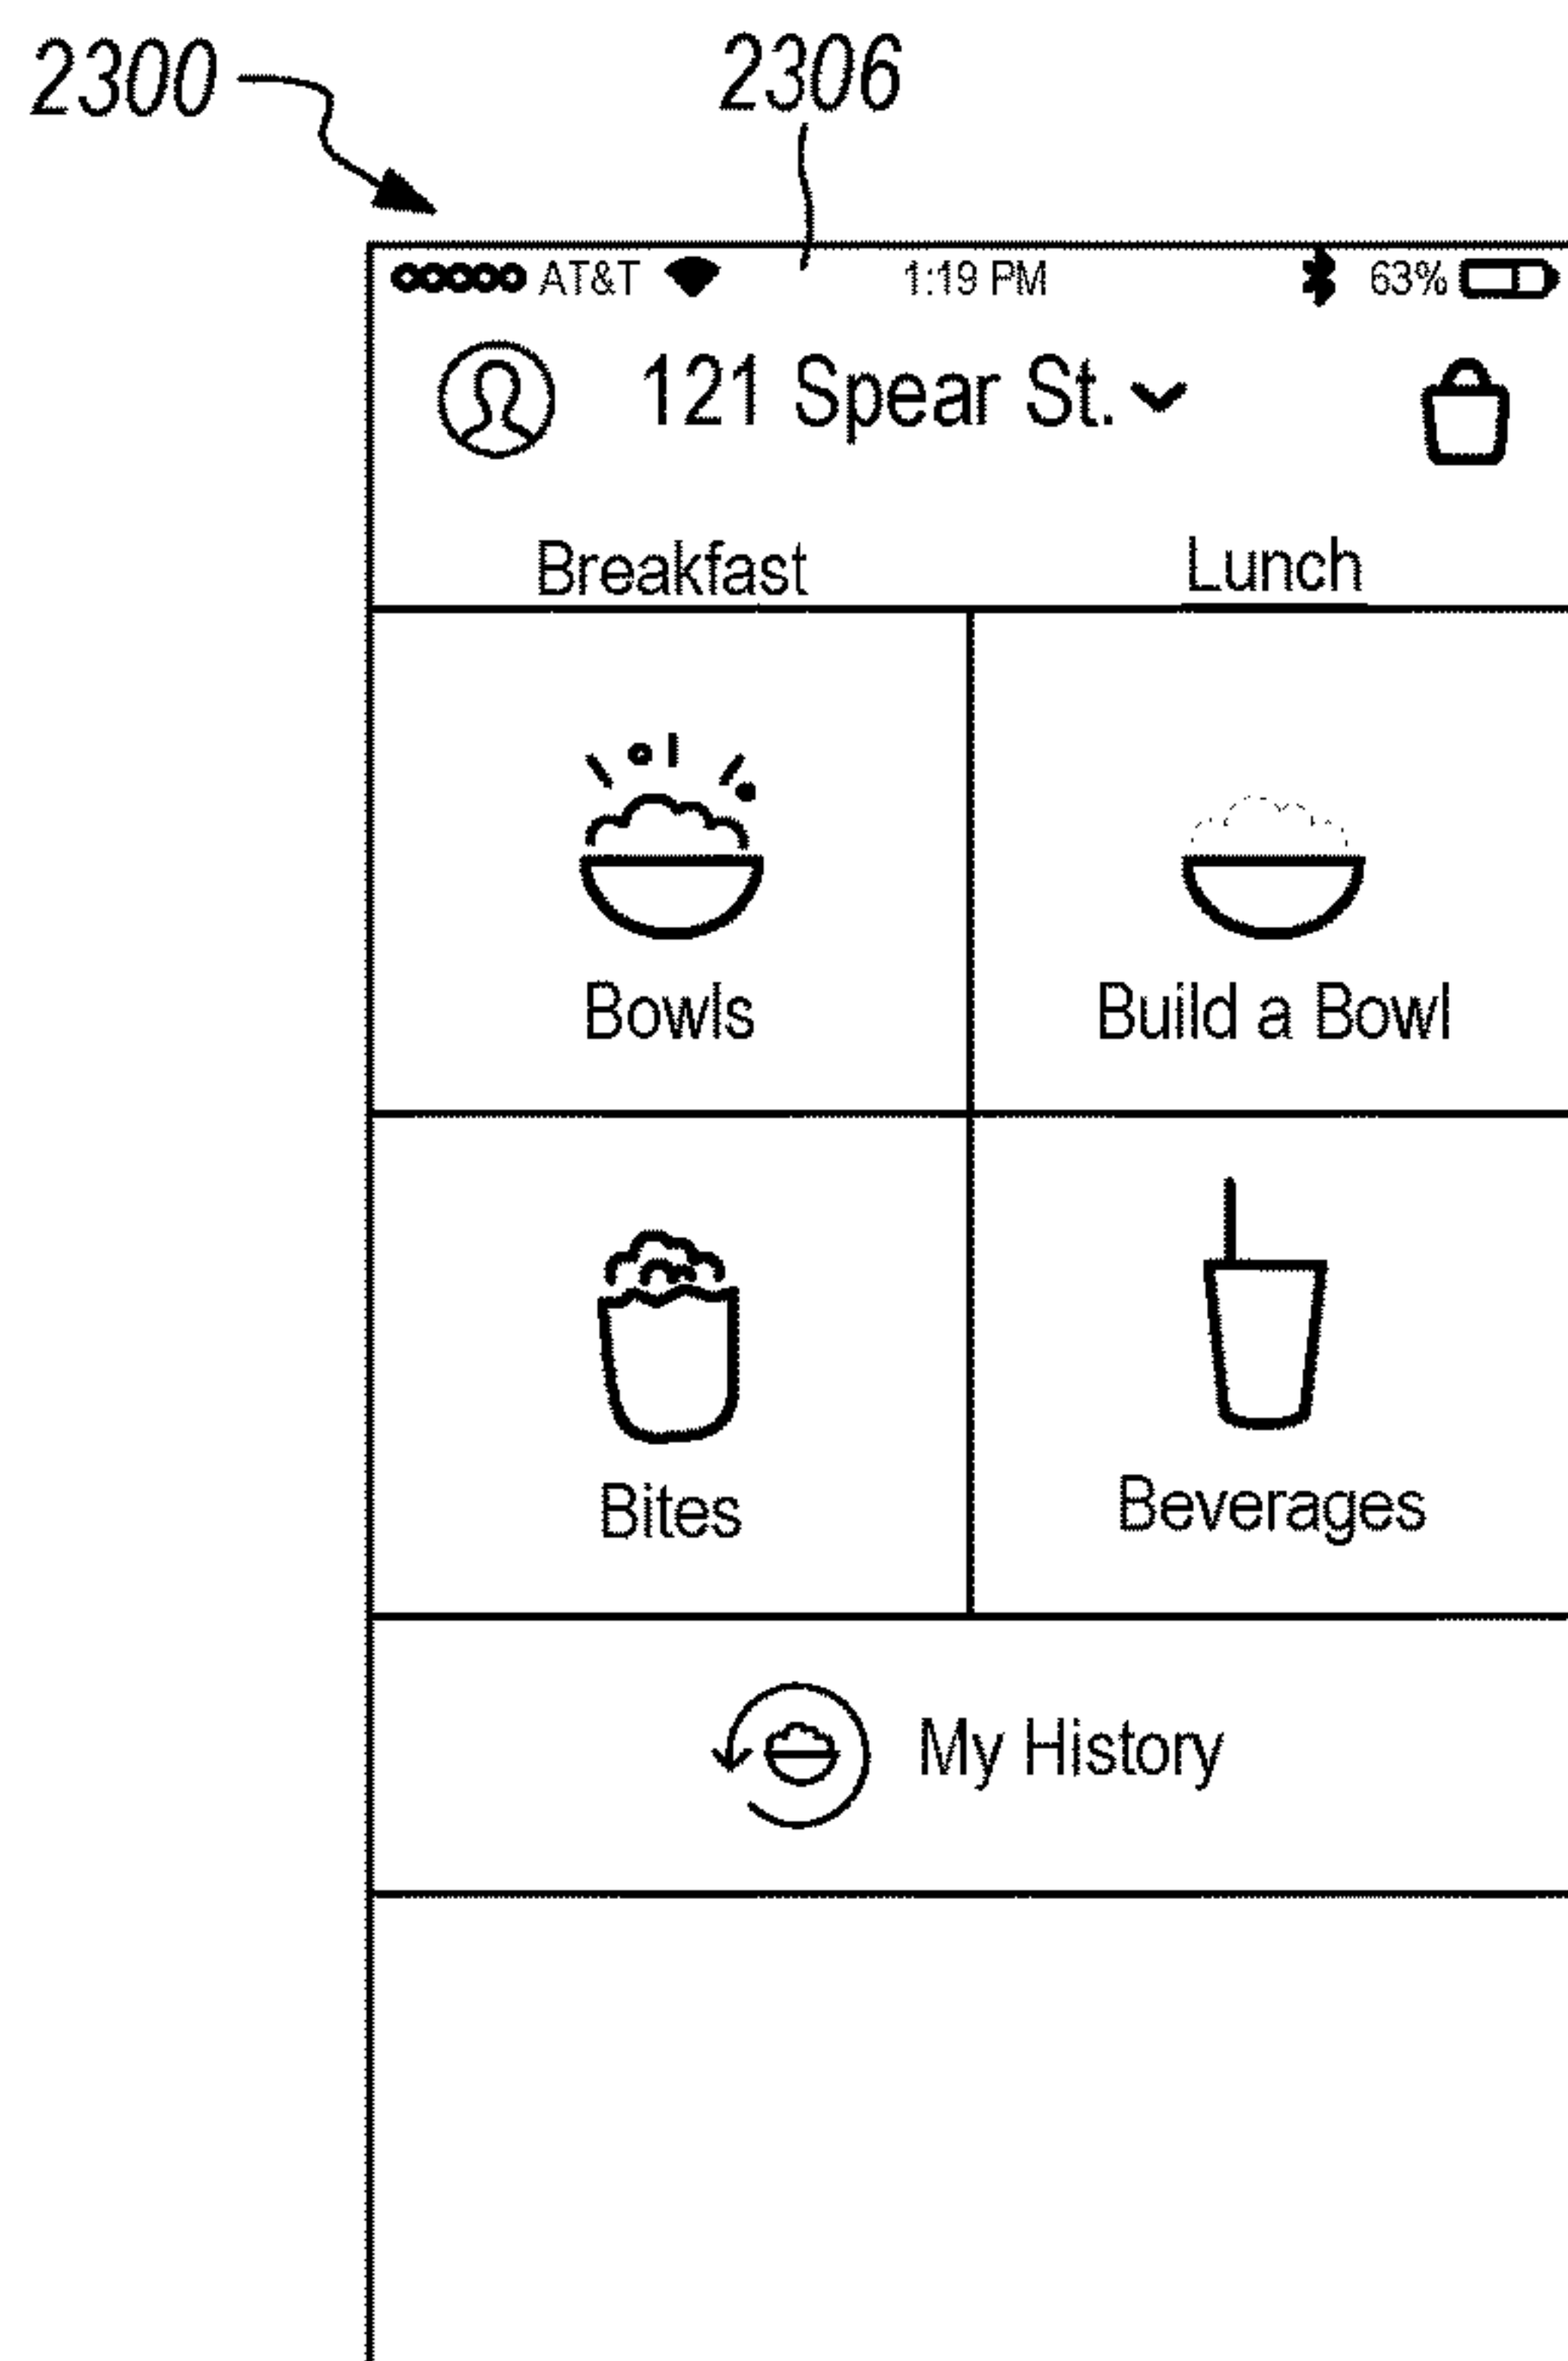 2300 2306
AT&T 1:19 PM 63%
121 Spear St.
Breakfast Lunch
Bowls Build a Bowl
Bites Beverages
My History